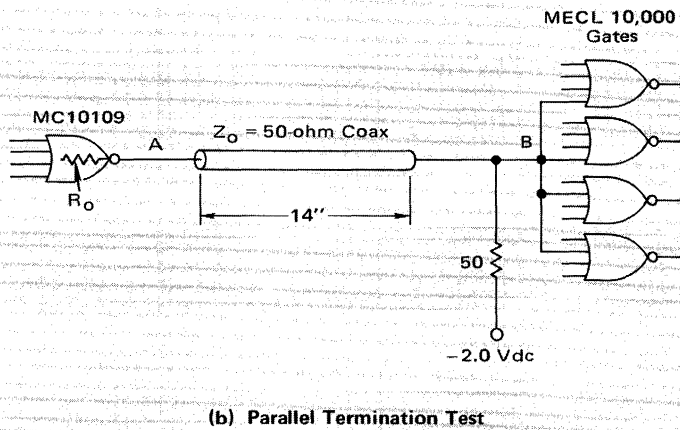 MECL 10,000
Gates
MC10109
A
Zo = 50-ohm Coax
B
Ro
14″
50
−2.0 Vdc
(b) Parallel Termination Test